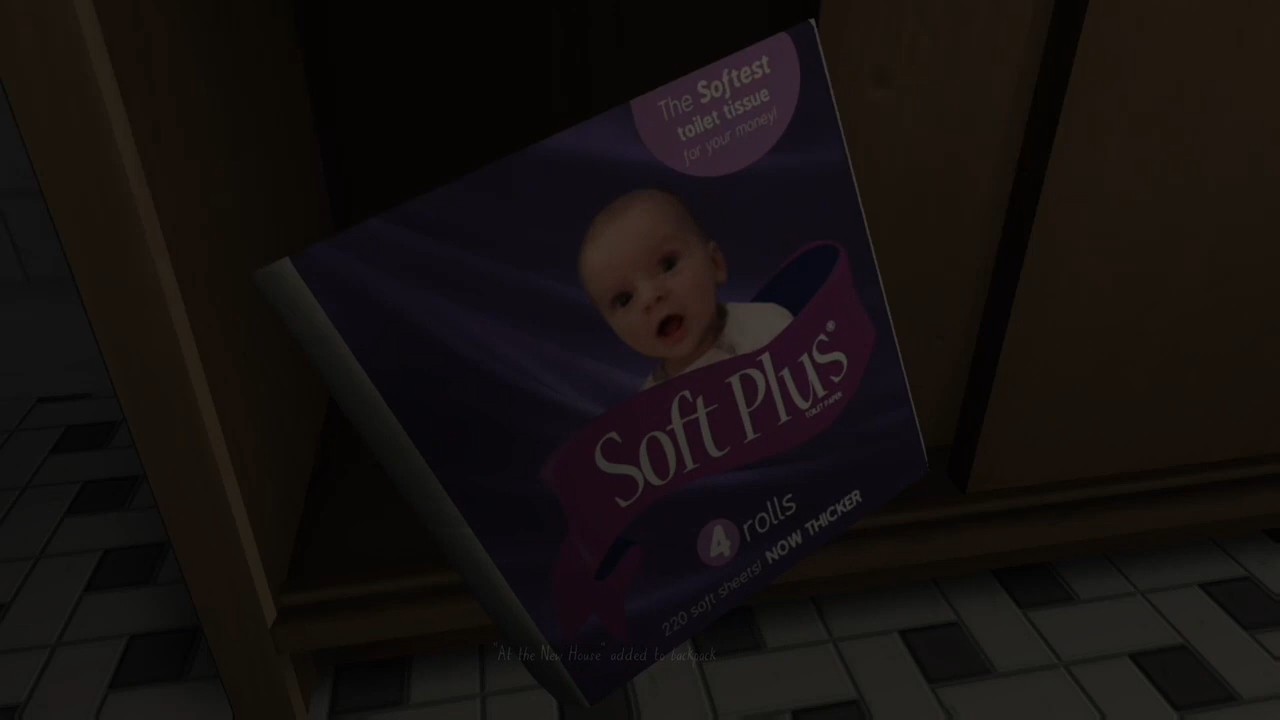 The Softest
toilet tissue
for your money!
Soft Plus®
TOILET PAPER
4 rolls
220 soft sheets! NOW THICKER
"At the New House" added to backpack